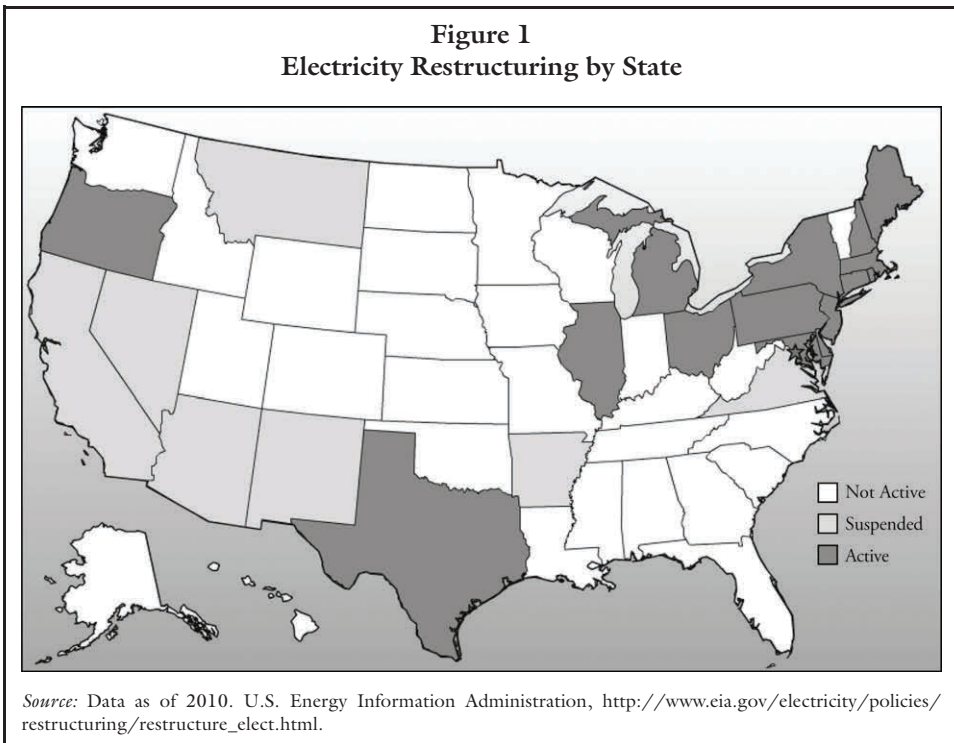 Figure 1
Electricity Restructuring by State
Not Active
Suspended
Active
Source: Data as of 2010. U.S. Energy Information Administration, http://www.eia.gov/electricity/policies/
restructuring/restructure_elect.html.